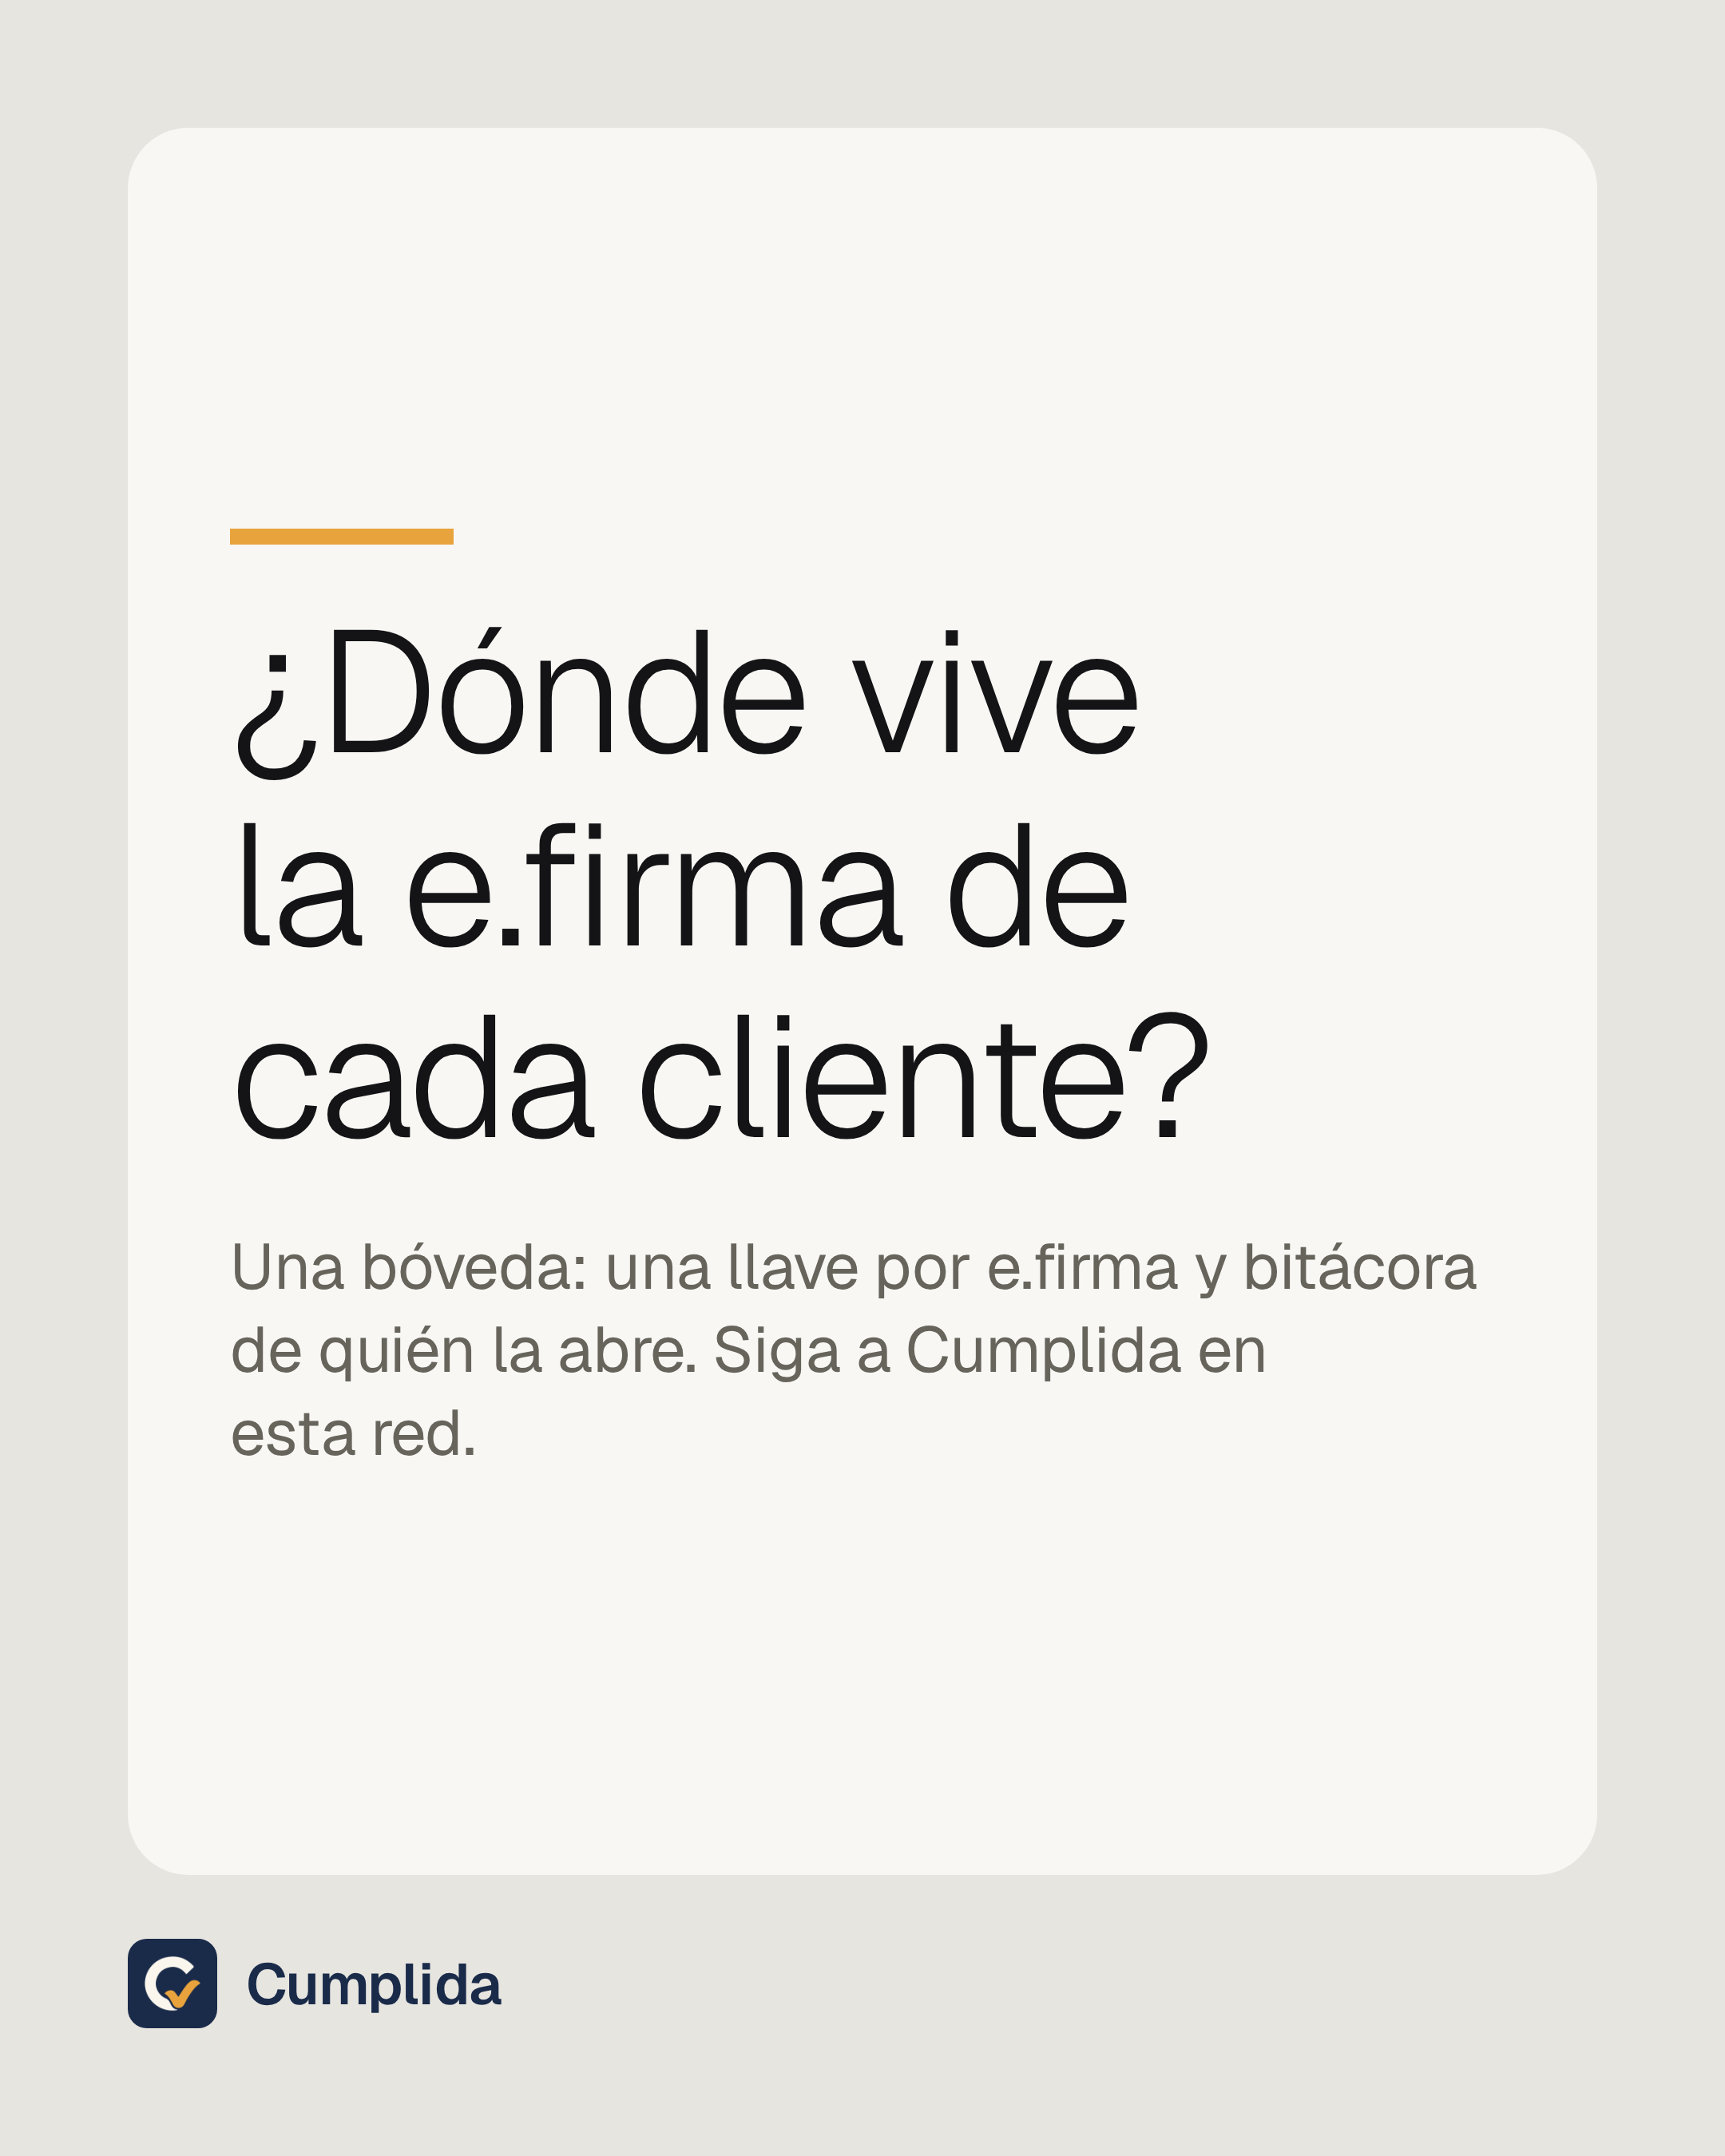 ¿Dónde vive
la e.firma de
cada cliente?
Una bóveda: una llave por e.firma y bitácora
de quién la abre. Siga a Cumplida en
esta red.
Cumplida